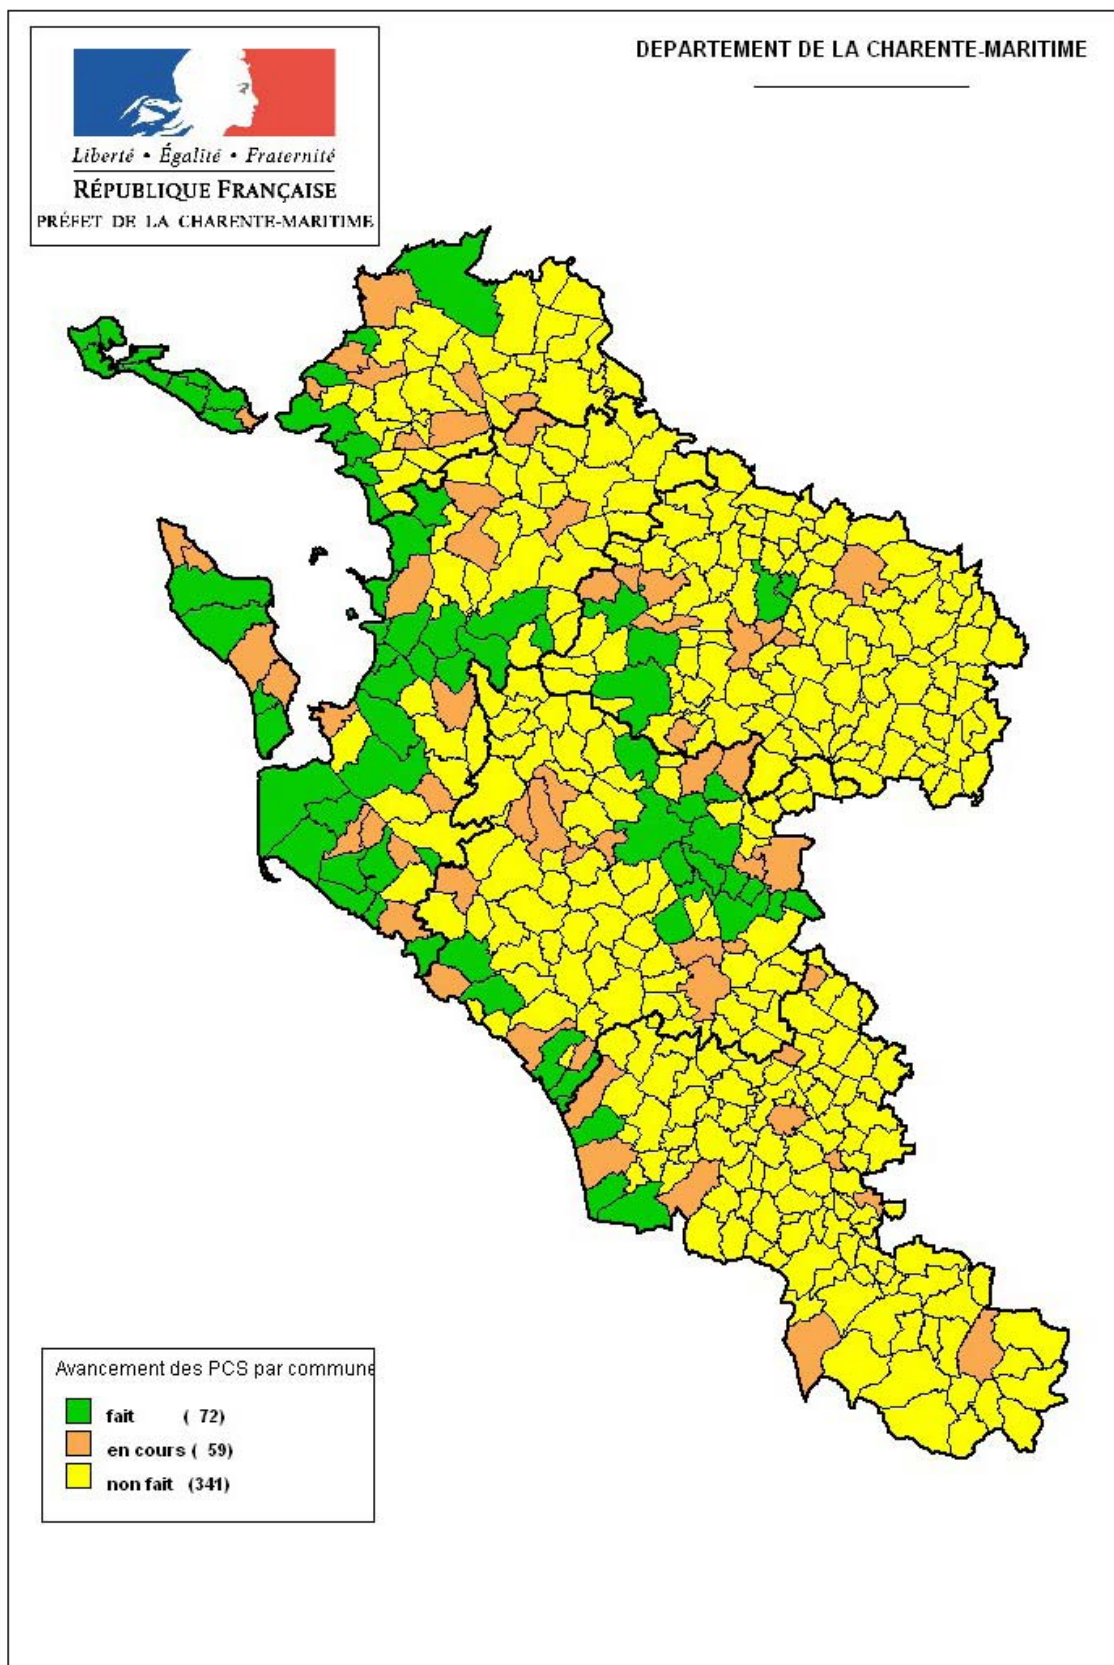 DEPARTEMENT DE LA CHARENTE-MARITIME
Liberté • Égalité • Fraternité
RÉPUBLIQUE FRANÇAISE
PRÉFET DE LA CHARENTE-MARITIME
Avancement des PCS par commune
fait ( 72)
en cours ( 59)
non fait (341)